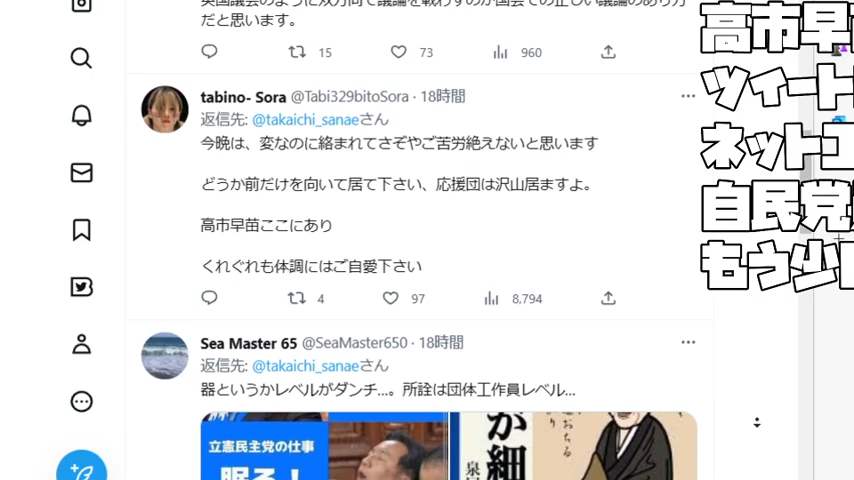 だと思います。
15 73 960
tabino- Sora @Tabi329bitoSora · 18時間
返信先: @takaichi_sanaeさん
今晩は、変なのに絡まれてさぞやご苦労絶えないと思います
どうか前だけを向いて居て下さい、応援団は沢山居ますよ。
高市早苗ここにあり
くれぐれも体調にはご自愛下さい
4 97 8,794
Sea Master 65 @SeaMaster650 · 18時間
返信先: @takaichi_sanaeさん
器というかレベルがダンチ...。所詮は団体工作員レベル...
立憲民主党の仕事
眠る!
が細
おちる
泉
高市早
ツィート
ネット
自民党
もう少